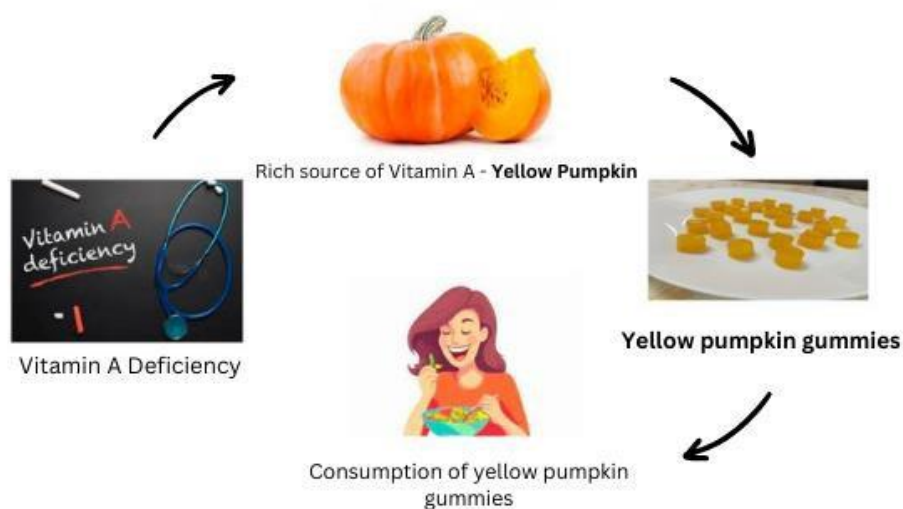 Rich source of Vitamin A - Yellow Pumpkin
Vitamin A
deficiency
Vitamin A Deficiency
Yellow pumpkin gummies
Consumption of yellow pumpkin
gummies